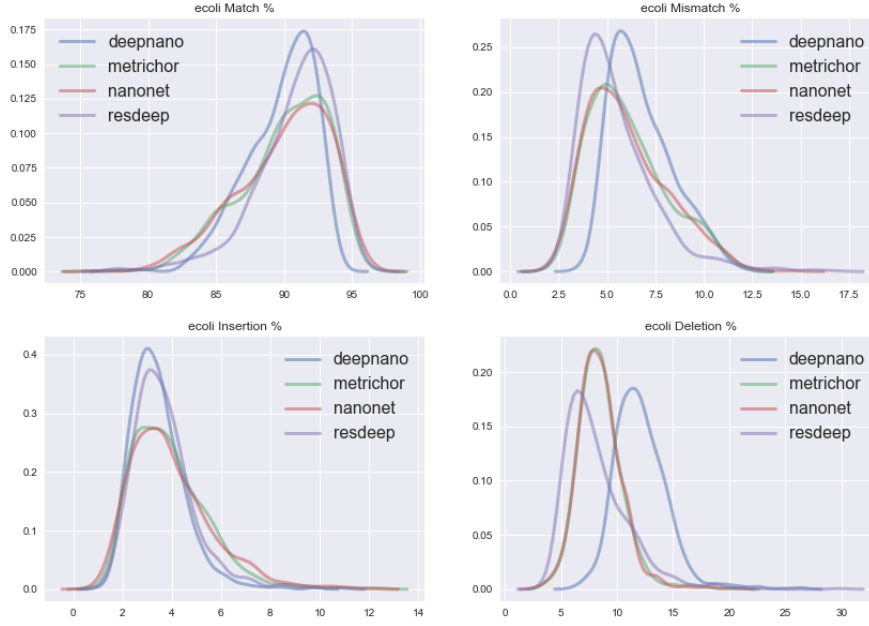 ecoli Match %
0.175
0.150
0.125
0.100
0.075
0.050
0.025
0.000
75 80 85 90 95 100
deepnano
metrichor
nanonet
resdeep
ecoli Mismatch %
0.25
0.20
0.15
0.10
0.05
0.00
0.0 2.5 5.0 7.5 10.0 12.5 15.0 17.5
deepnano
metrichor
nanonet
resdeep
ecoli Insertion %
0.4
0.3
0.2
0.1
0.0
0 2 4 6 8 10 12 14
deepnano
metrichor
nanonet
resdeep
ecoli Deletion %
0.20
0.15
0.10
0.05
0.00
0 5 10 15 20 25 30
deepnano
metrichor
nanonet
resdeep